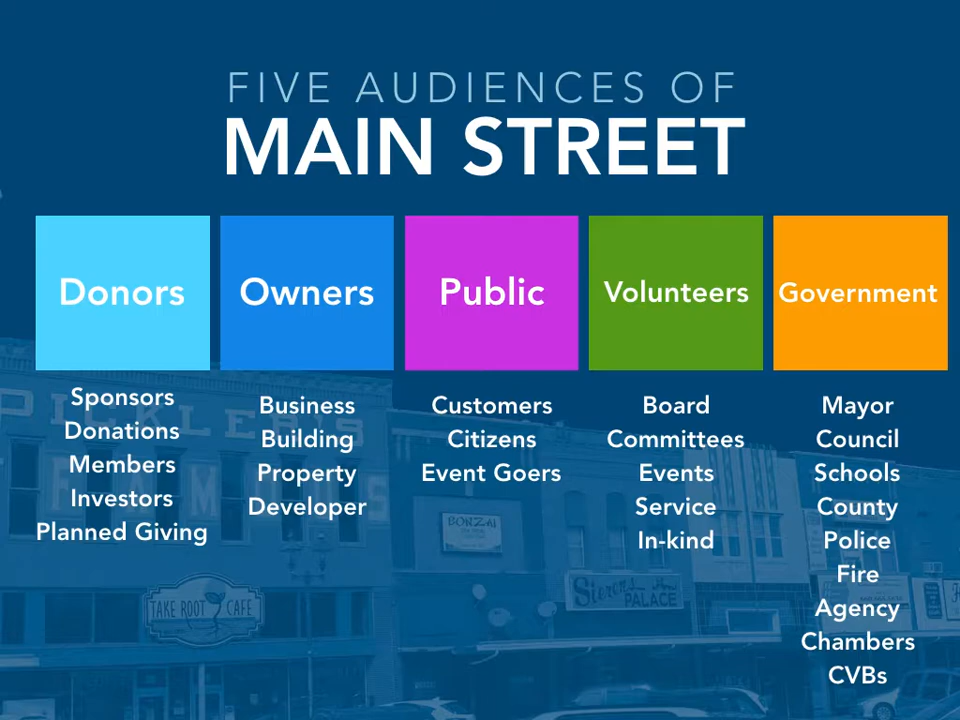 FIVE AUDIENCES OF
MAIN STREET
Donors
Owners
Public
Volunteers
Government
Sponsors
Donations
Members
Investors
Planned Giving
Business
Building
Property
Developer
Customers
Citizens
Event Goers
Board
Committees
Events
Service
In-kind
Mayor
Council
Schools
County
Police
Fire
Agency
Chambers
CVBs
BONZAI
TAKE ROOT CAFE
PALACE